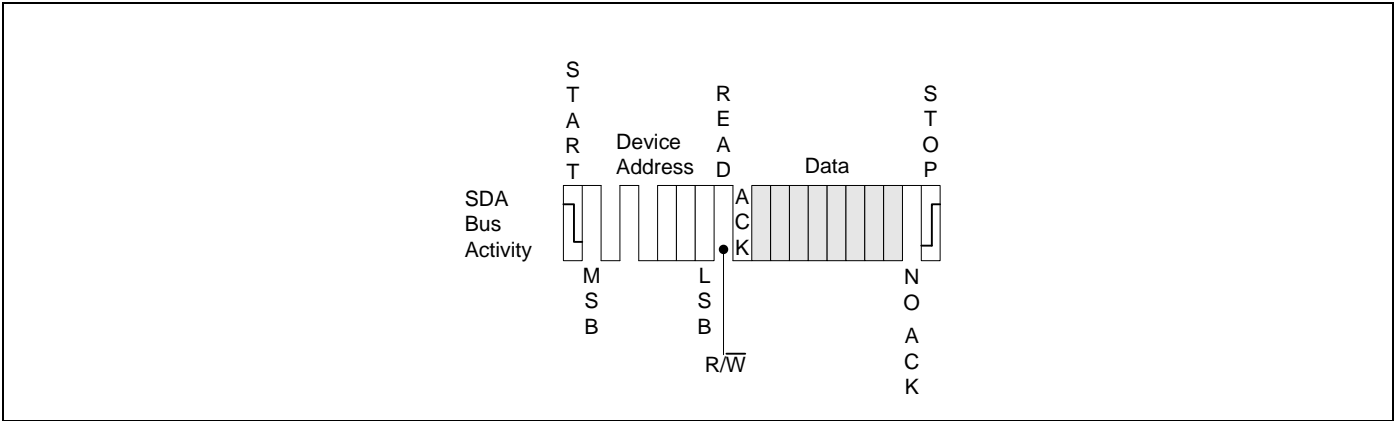 START
Device
Address
READ
Data
STOP
SDA
Bus
Activity
ACK
MSB
LSB
R/W̅
NO ACK